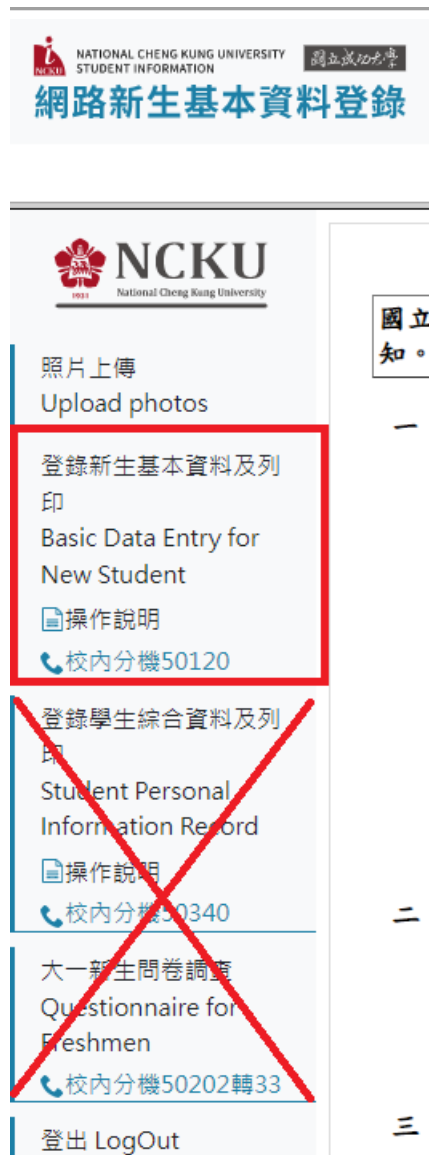 NATIONAL CHENG KUNG UNIVERSITY
STUDENT INFORMATION
國立成功大學
NCKU
網路新生基本資料登錄
NCKU
National Cheng Kung University
1931
國立
知。
照片上傳
Upload photos
一
登錄新生基本資料及列
印
Basic Data Entry for
New Student
操作說明
校內分機50120
登錄學生綜合資料及列
印
Student Personal
Information Record
操作說明
校內分機50340
二
大一新生問卷調查
Questionnaire for
Freshmen
校內分機50202轉33
三
登出 LogOut